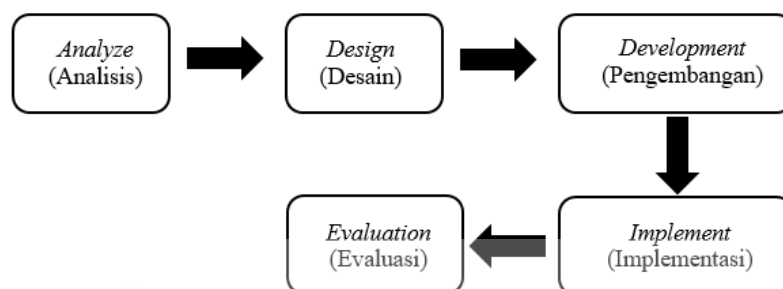 Analyze
(Analisis)
Design
(Desain)
Development
(Pengembangan)
Implement
(Implementasi)
Evaluation
(Evaluasi)